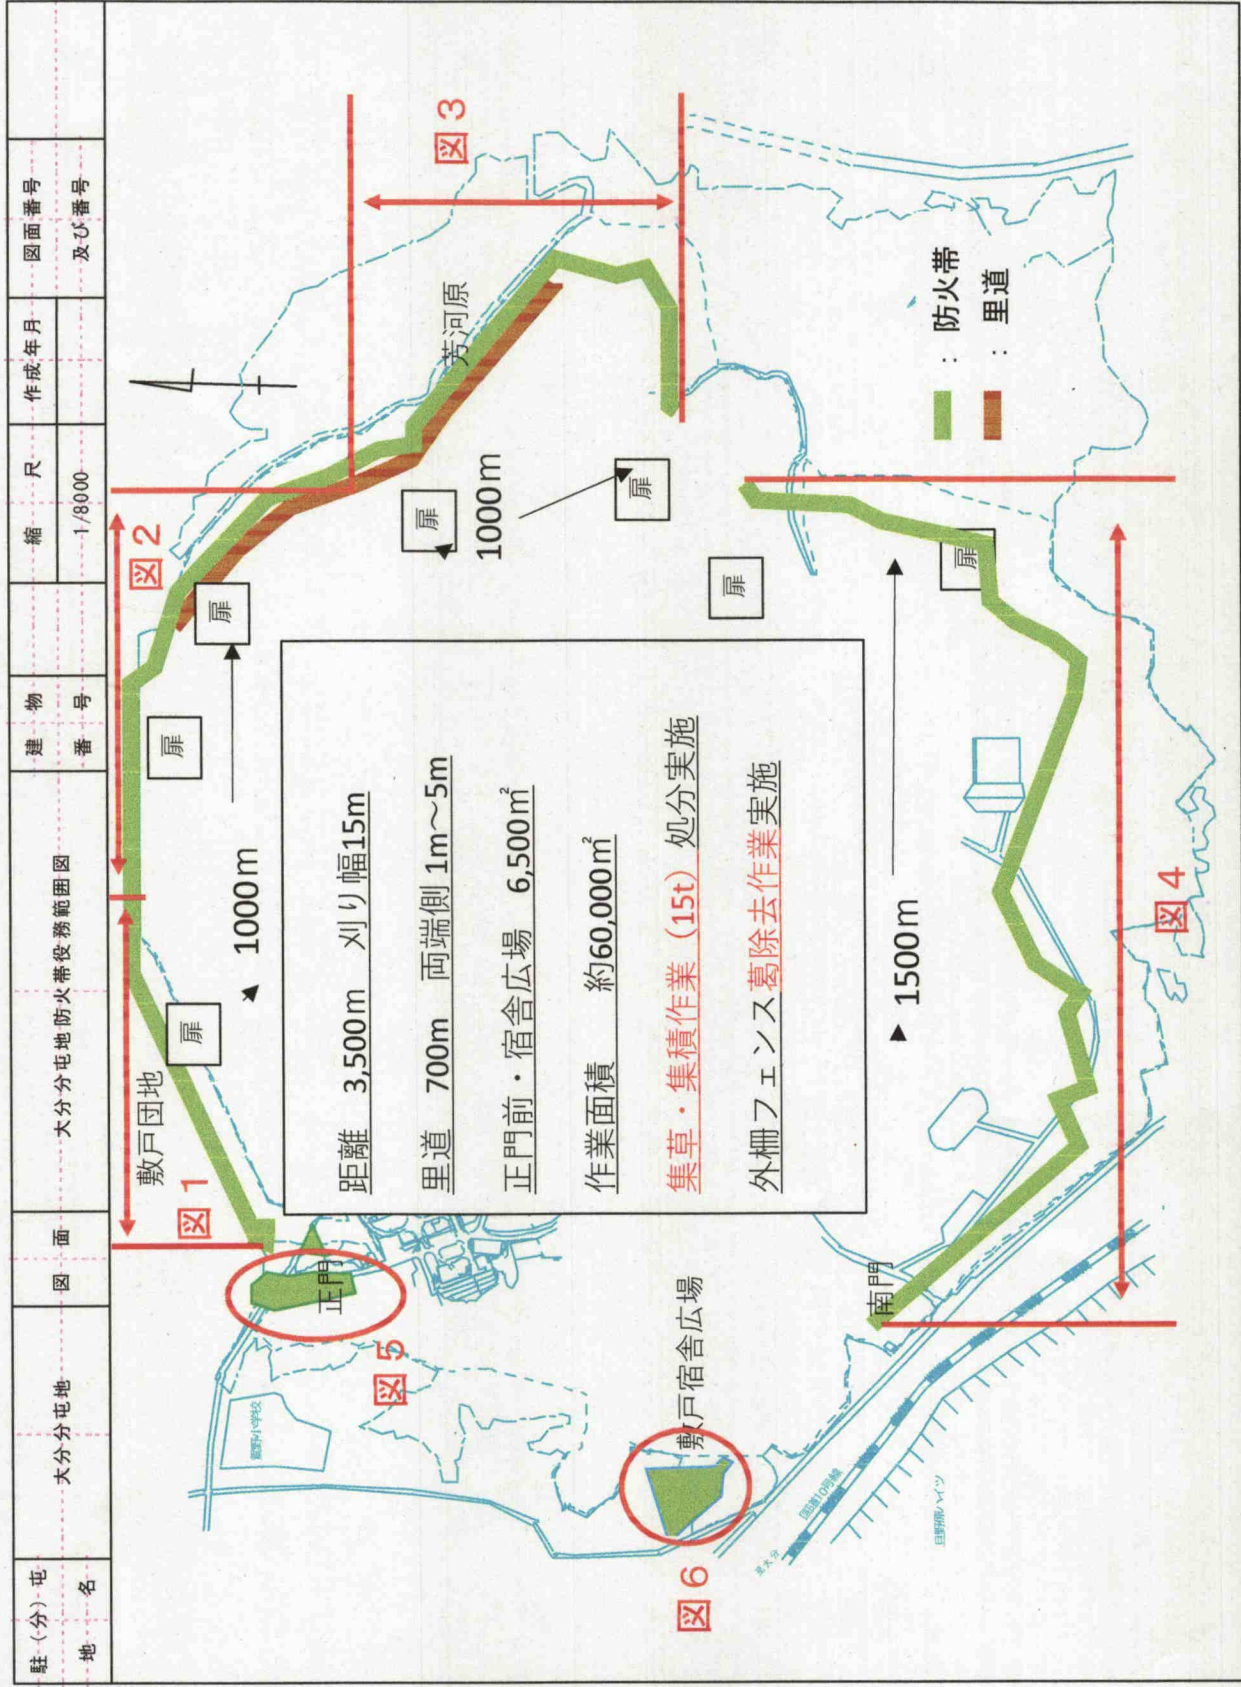 駐(分)屯
地 名
大分分屯地
図 面
大分分屯地防火帯役務範囲図
建 物
番 号
縮 尺
1/8000
作成年月
図面番号
及び番号
図1
図2
図3
図4
図5
図6
敷戸団地
芳河原
正門
南門
敷戸宿舎広場
扉
扉
扉
扉
扉
扉
扉
1000m
1000m
1500m
距離 3,500m 刈り幅15m
里道 700m 両端側 1m～5m
正門前・宿舎広場 6,500㎡
作業面積 約60,000㎡
集草・集積作業(15t)処分実施
外柵フェンス葛除去作業実施
: 防火帯
: 里道
国道10号線